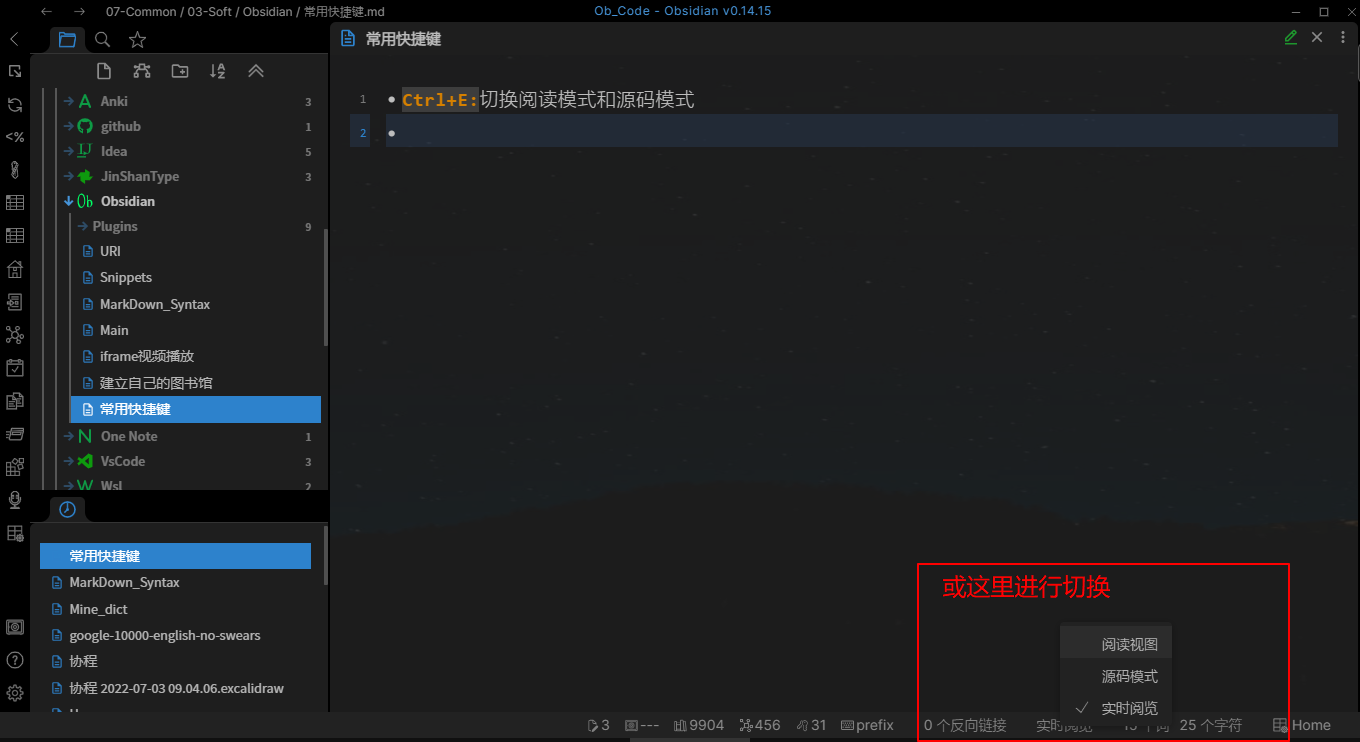 07-Common / 03-Soft / Obsidian / 常用快捷键.md
Ob_Code - Obsidian v0.14.15
常用快捷键
Anki 3
github 1
Idea 5
JinShanType 3
Obsidian
Plugins 9
URI
Snippets
MarkDown_Syntax
Main
iframe视频播放
建立自己的图书馆
常用快捷键
One Note 1
VsCode 3
Wsl 2
常用快捷键
MarkDown_Syntax
Mine_dict
google-10000-english-no-swears
协程
协程 2022-07-03 09.04.06.excalidraw
1 Ctrl+E:切换阅读模式和源码模式
2
或这里进行切换
阅读视图
源码模式
实时阅览
3 --- 9904 456 31 prefix 0 个反向链接 实时阅览 15 个词 25 个字符 Home